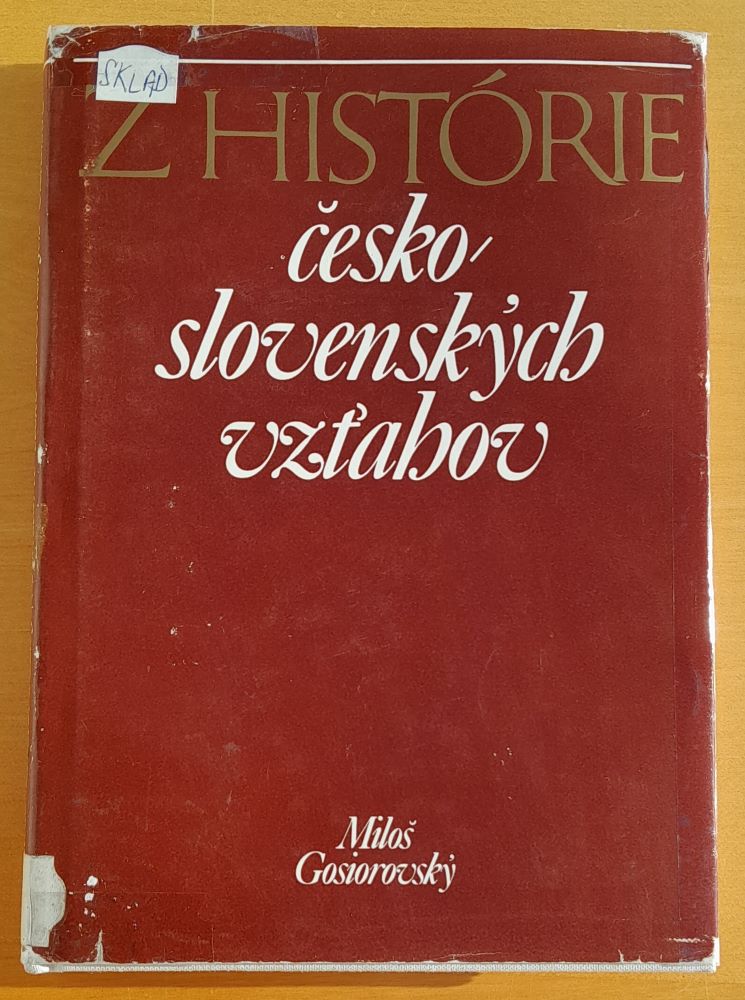 SKLAD
Z HISTÓRIE
česko-
slovenských
vzťahov
Miloš
Gosiorovský